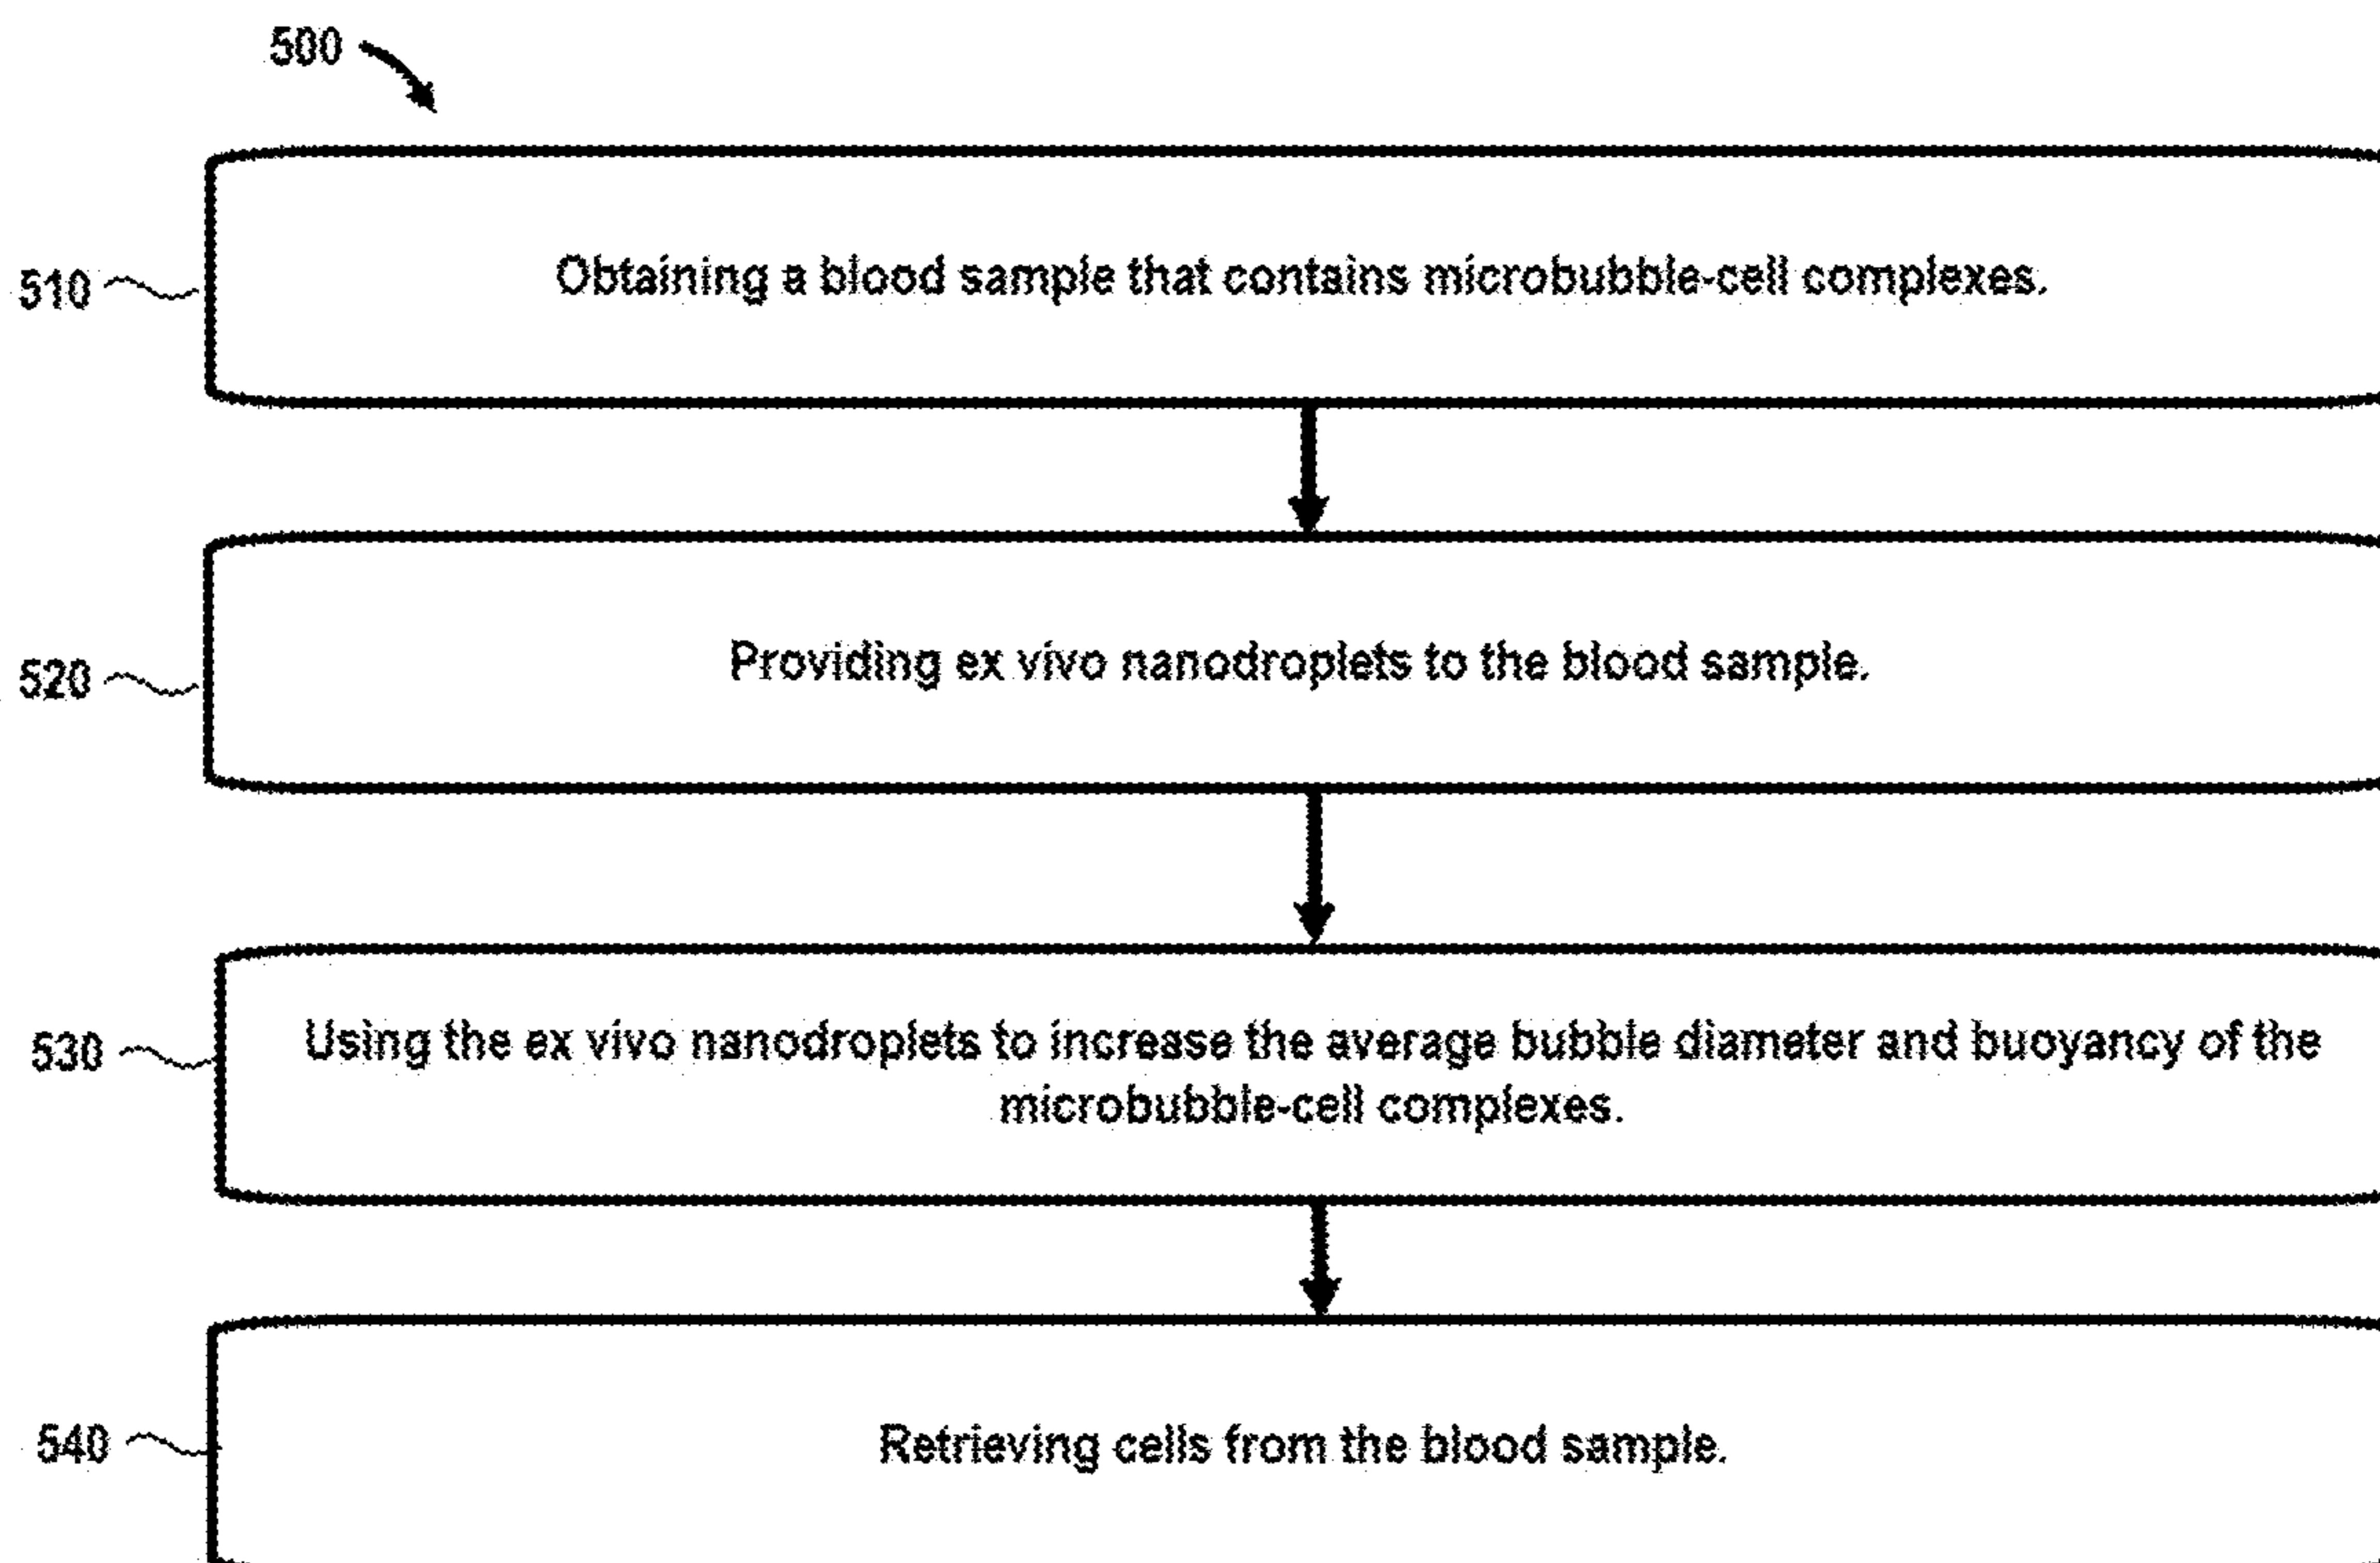 500
510
Obtaining a blood sample that contains microbubble-cell complexes.
520
Providing ex vivo nanodroplets to the blood sample.
530
Using the ex vivo nanodroplets to increase the average bubble diameter and buoyancy of the
microbubble-cell complexes.
540
Retrieving cells from the blood sample.